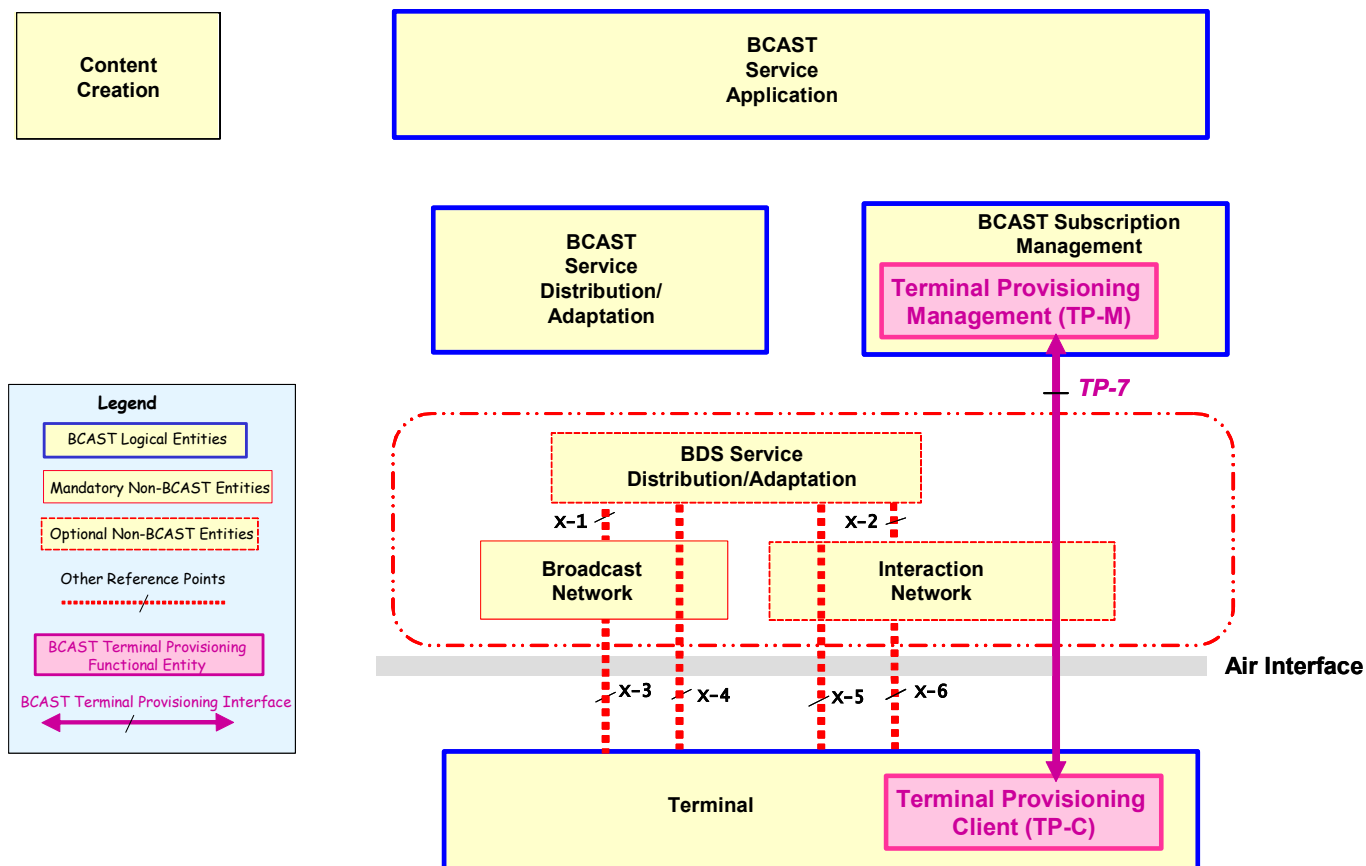 Content
Creation
BCAST
Service
Application
BCAST
Service
Distribution/
Adaptation
BCAST Subscription
Management
Terminal Provisioning
Management (TP-M)
TP-7
Legend
BCAST Logical Entities
Mandatory Non-BCAST Entities
Optional Non-BCAST Entities
Other Reference Points
BCAST Terminal Provisioning
Functional Entity
BCAST Terminal Provisioning Interface
BDS Service
Distribution/Adaptation
X-1
X-2
Broadcast
Network
Interaction
Network
Air Interface
X-3
X-4
X-5
X-6
Terminal
Terminal Provisioning
Client (TP-C)